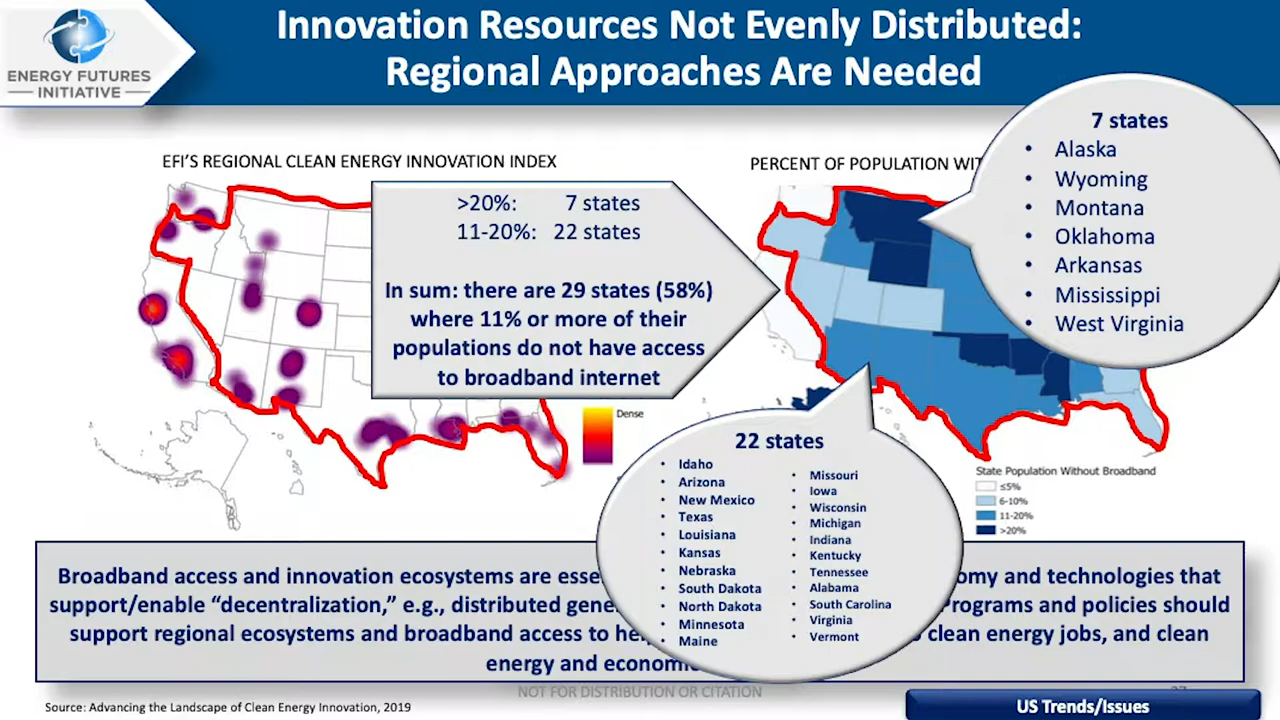 Innovation Resources Not Evenly Distributed:
Regional Approaches Are Needed
ENERGY FUTURES
INITIATIVE
EFI'S REGIONAL CLEAN ENERGY INNOVATION INDEX
PERCENT OF POPULATION
>20%: 7 states
11-20%: 22 states
In sum: there are 29 states (58%)
where 11% or more of their
populations do not have access
to broadband internet
7 states
• Alaska
• Wyoming
• Montana
• Oklahoma
• Arkansas
• Mississippi
• West Virginia
Dense
22 states
• Idaho
• Arizona
• New Mexico
• Texas
• Louisiana
• Kansas
• Nebraska
• South Dakota
• North Dakota
• Minnesota
• Maine
• Missouri
• Iowa
• Wisconsin
• Michigan
• Indiana
• Kentucky
• Tennessee
• Alabama
• South Carolina
• Virginia
• Vermont
State Population Without Broadband
≤5%
6-10%
11-20%
>20%
Broadband access and innovation ecosystems are and technologies that
support/enable "decentralization," e.g., distributed Programs and policies should
support regional ecosystems and broadband access to clean energy jobs, and clean
energy and
NOT FOR DISTRIBUTION OR CITATION
Source: Advancing the Landscape of Clean Energy Innovation, 2019
US Trends/Issues